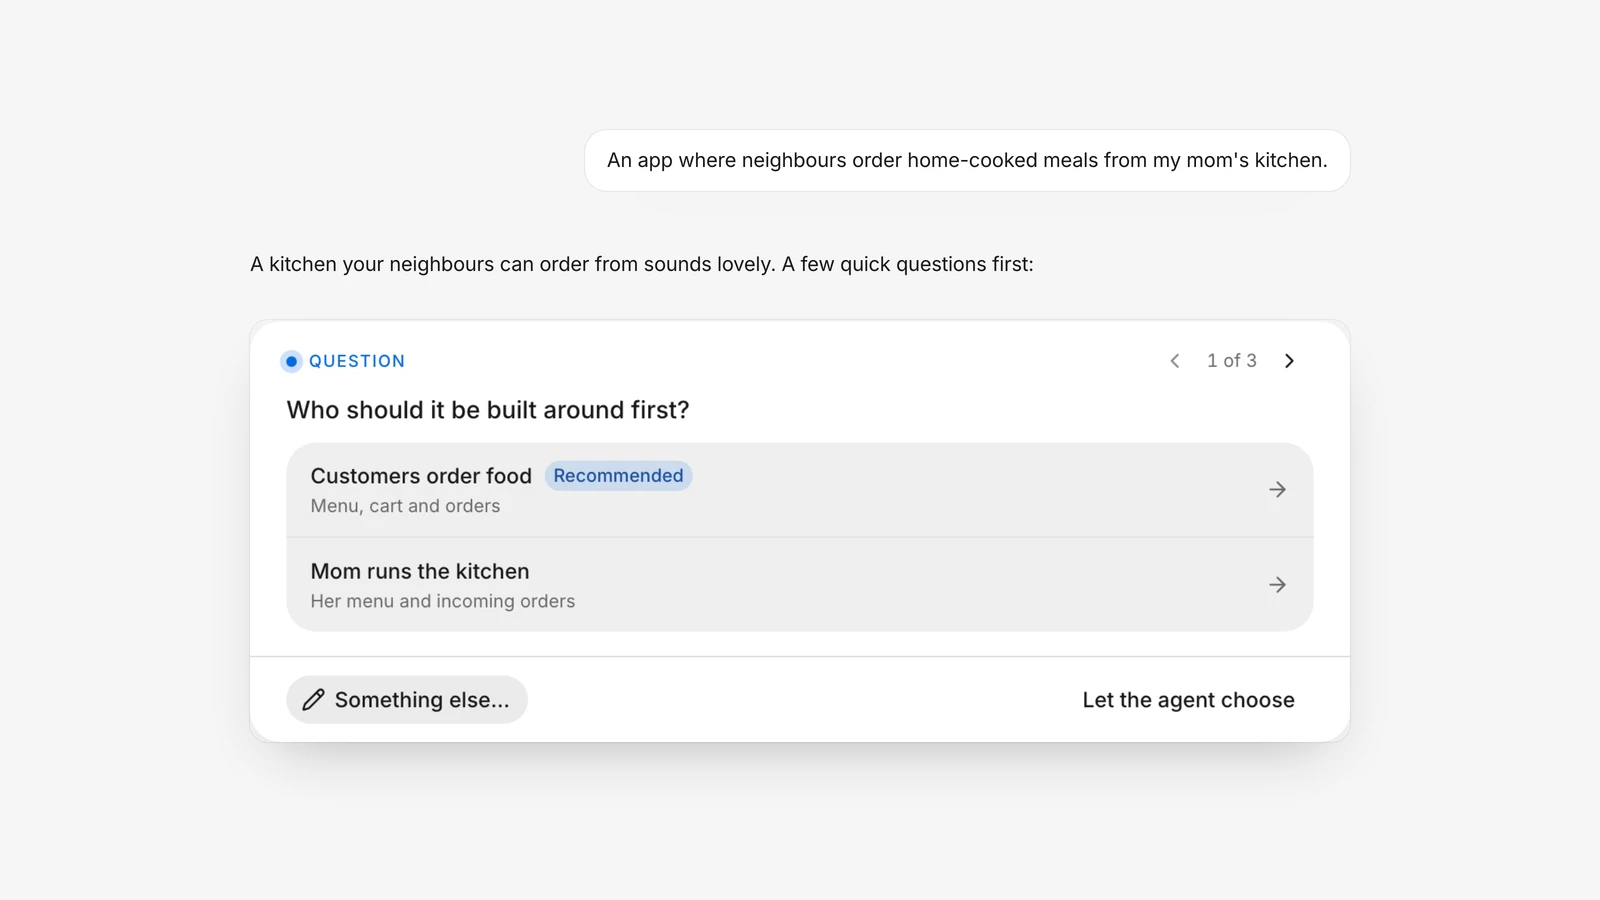 An app where neighbours order home-cooked meals from my mom's kitchen.
A kitchen your neighbours can order from sounds lovely. A few quick questions first:
QUESTION
1 of 3
Who should it be built around first?
Customers order food Recommended
Menu, cart and orders
Mom runs the kitchen
Her menu and incoming orders
Something else...
Let the agent choose